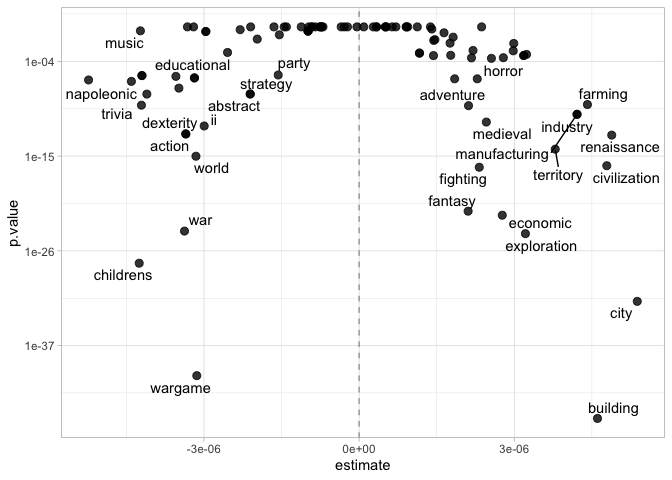 music
1e-04
educational
party
horror
napoleonic
strategy
abstract
adventure
farming
trivia
dexterity
ii
medieval
industry
action
1e-15
world
manufacturing
renaissance
fighting
territory
civilization
fantasy
war
economic
exploration
1e-26
childrens
city
1e-37
wargame
building
p.value
-3e-06
0e+00
3e-06
estimate